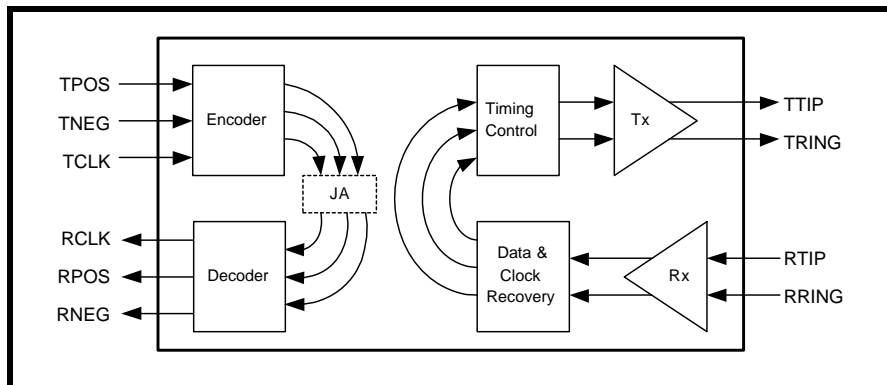 TPOS
TNEG
TCLK
Encoder
JA
RCLK
RPOS
RNEG
Decoder
Timing
Control
Tx
TTIP
TRING
Data &
Clock
Recovery
Rx
RTIP
RRING